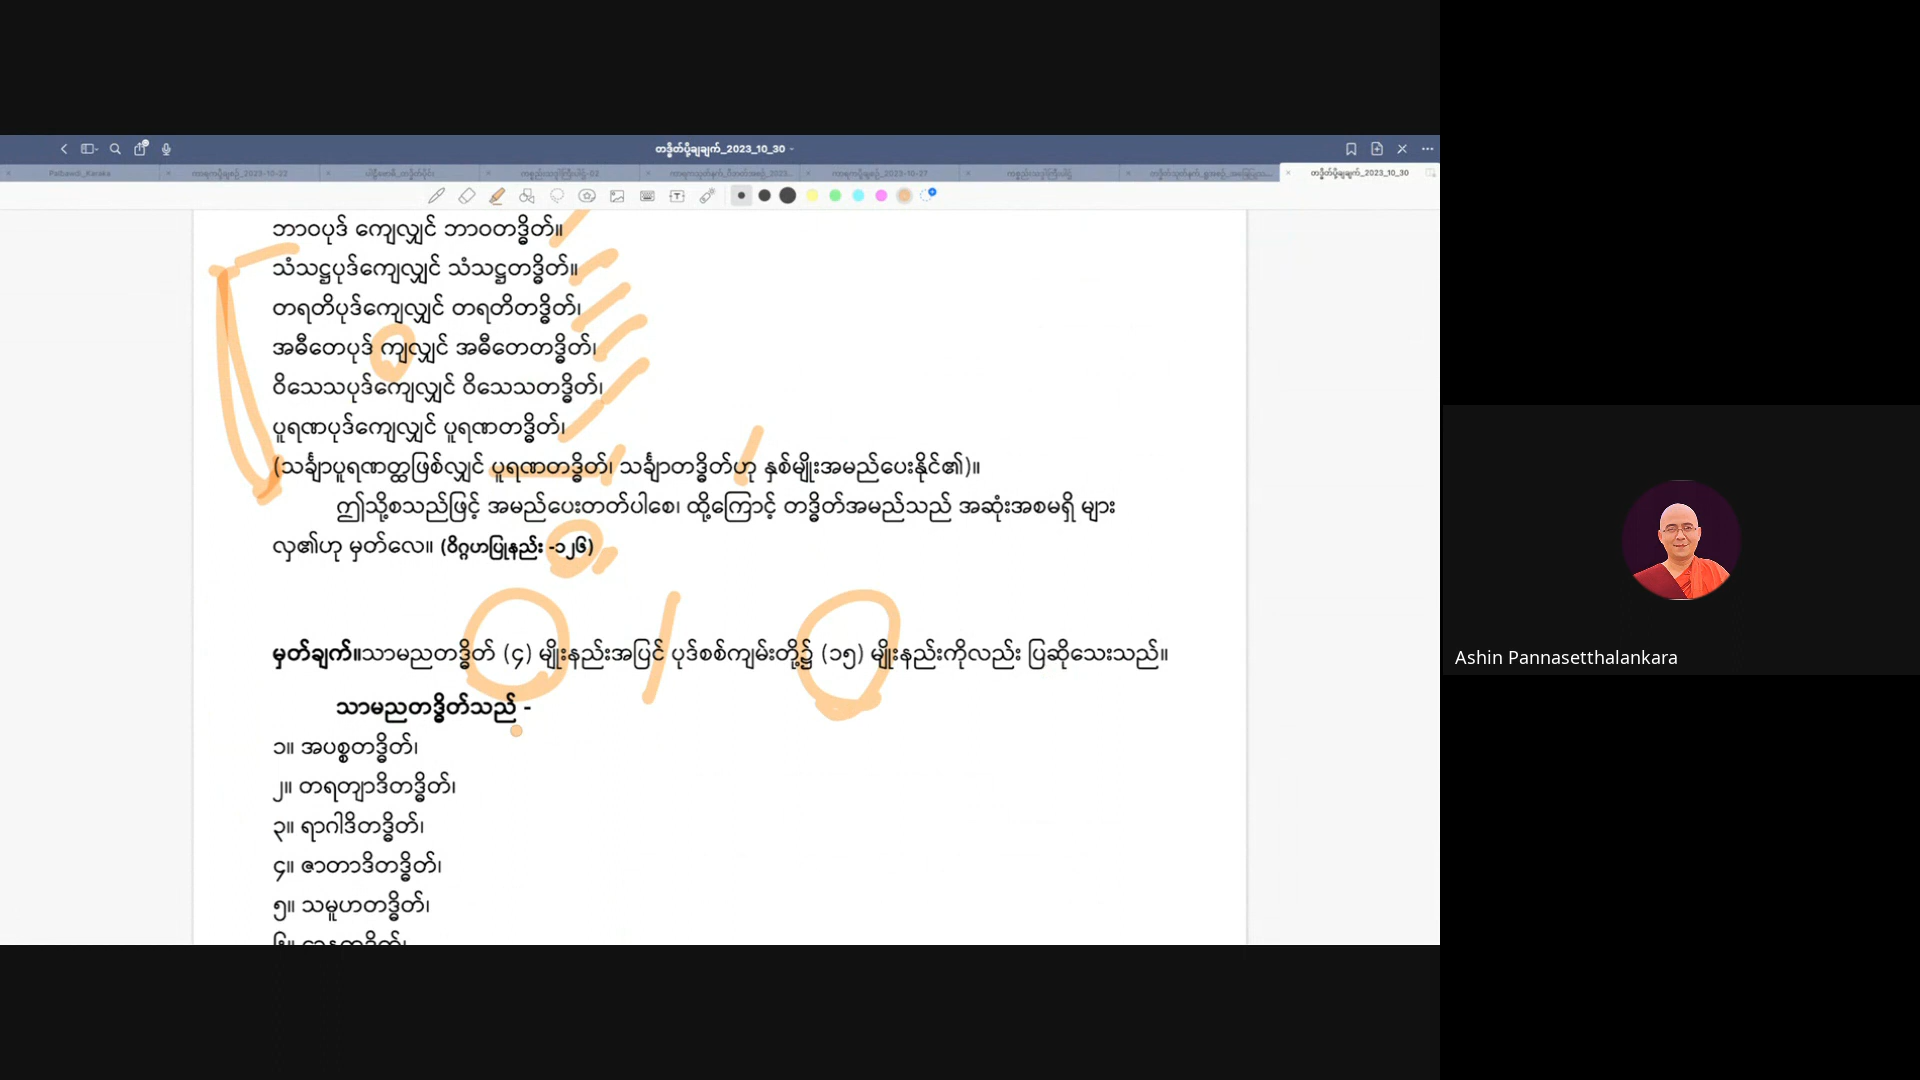 တဒ္ဓိတ်ပို့ချချက်_2023_10_30
တဒ္ဓိတ်ပို့ချချက်_2023_10_30
ဘာဝပုဒ် ကျေလျှင် ဘာဝတဒ္ဓိတ်။
သံသဋ္ဌပုဒ်ကျေလျှင် သံသဋ္ဌတဒ္ဓိတ်။
တရတိပုဒ်ကျေလျှင် တရတိတဒ္ဓိတ်၊
အဓီတေပုဒ် ကျလျှင် အဓီတေတဒ္ဓိတ်၊
ဝိသေသပုဒ်ကျေလျှင် ဝိသေသတဒ္ဓိတ်၊
ပူရဏပုဒ်ကျေလျှင် ပူရဏတဒ္ဓိတ်၊
(သင်္ချာပူရဏတ္ထဖြစ်လျှင် ပူရဏတဒ္ဓိတ်၊ သင်္ချာတဒ္ဓိတ်ဟု နှစ်မျိုးအမည်ပေးနိုင်၏)။
ဤသို့စသည်ဖြင့် အမည်ပေးတတ်ပါစေ၊ ထို့ကြောင့် တဒ္ဓိတ်အမည်သည် အဆုံးအစမရှိ များ
လှ၏ဟု မှတ်လေ။ (ဝိဂ္ဂဟပြုနည်း -၁၂၆)
မှတ်ချက်။သာမညတဒ္ဓိတ် (၄) မျိုးနည်းအပြင် ပုဒ်စစ်ကျမ်းတို့၌ (၁၅) မျိုးနည်းကိုလည်း ပြဆိုသေးသည်။
သာမညတဒ္ဓိတ်သည် -
၁။ အပစ္စတဒ္ဓိတ်၊
၂။ တရတျာဒိတဒ္ဓိတ်၊
၃။ ရာဂါဒိတဒ္ဓိတ်၊
၄။ ဇာတာဒိတဒ္ဓိတ်၊
၅။ သမူဟတဒ္ဓိတ်၊
Ashin Pannasetthalankara